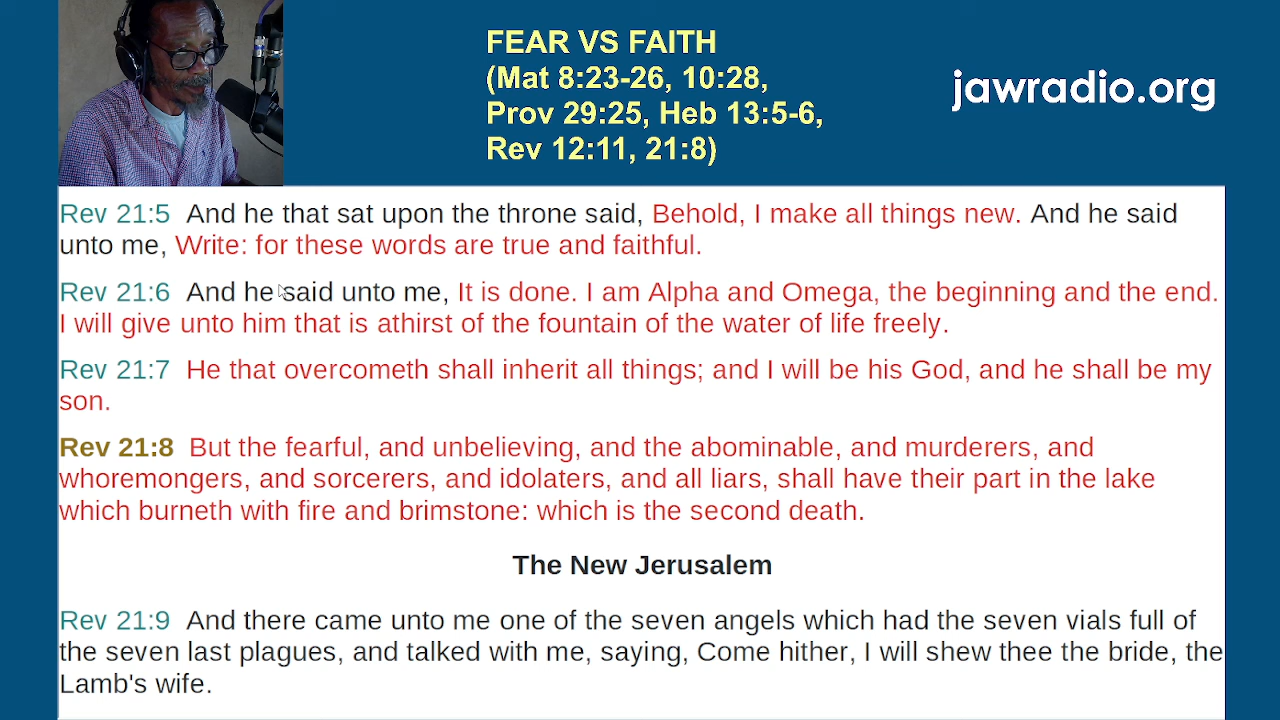 FEAR VS FAITH
(Mat 8:23-26, 10:28,
Prov 29:25, Heb 13:5-6,
Rev 12:11, 21:8)
jawradio.org
Rev 21:5 And he that sat upon the throne said, Behold, I make all things new. And he said
unto me, Write: for these words are true and faithful.
Rev 21:6 And he said unto me, It is done. I am Alpha and Omega, the beginning and the end.
I will give unto him that is athirst of the fountain of the water of life freely.
Rev 21:7 He that overcometh shall inherit all things; and I will be his God, and he shall be my
son.
Rev 21:8 But the fearful, and unbelieving, and the abominable, and murderers, and
whoremongers, and sorcerers, and idolaters, and all liars, shall have their part in the lake
which burneth with fire and brimstone: which is the second death.
The New Jerusalem
Rev 21:9 And there came unto me one of the seven angels which had the seven vials full of
the seven last plagues, and talked with me, saying, Come hither, I will shew thee the bride, the
Lamb's wife.